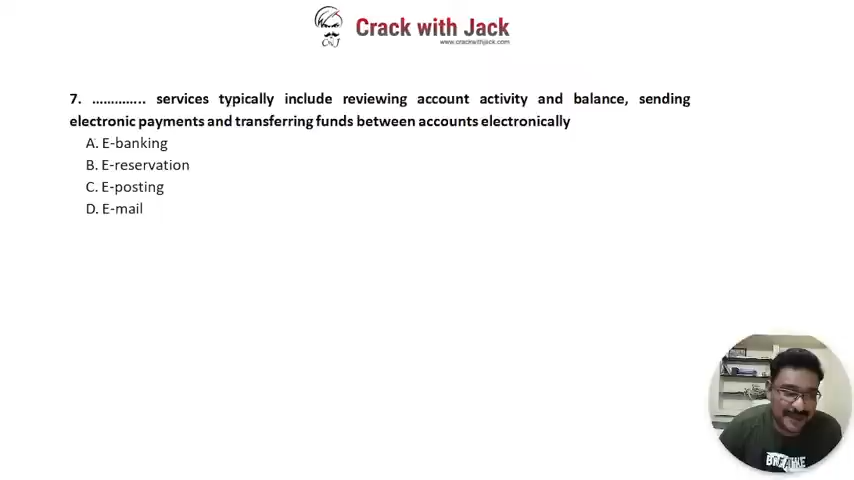 Crack with Jack
www.crackwithjack.com
7. ………….. services typically include reviewing account activity and balance, sending
electronic payments and transferring funds between accounts electronically
A. E-banking
B. E-reservation
C. E-posting
D. E-mail